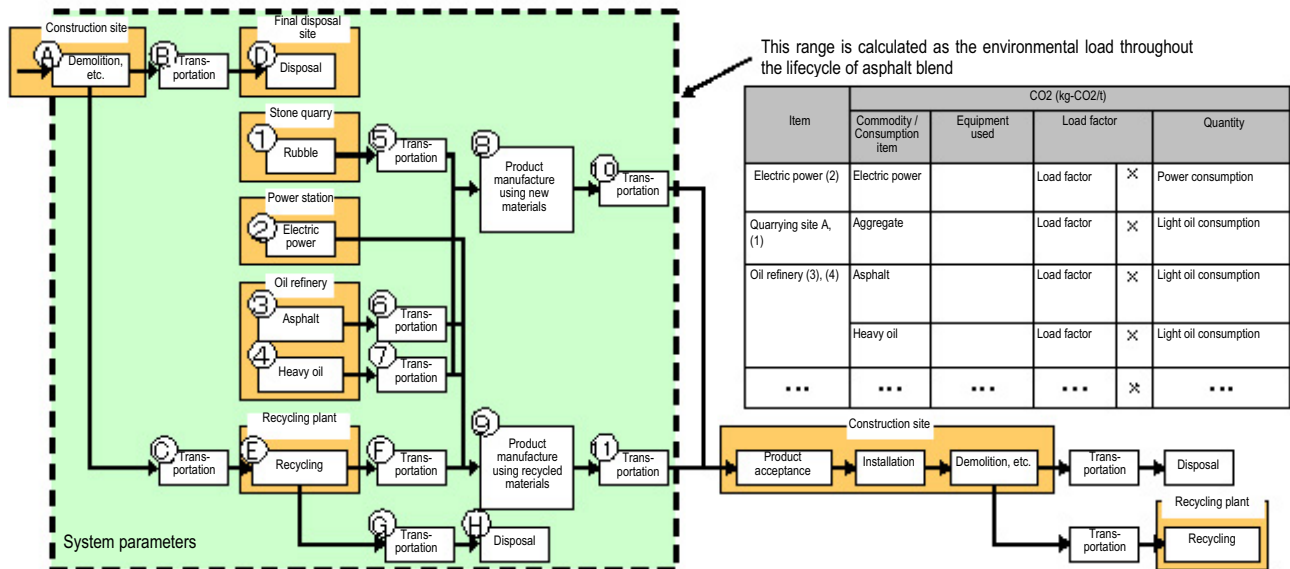 Construction site
A
Demolition,
etc.
B
Trans-
portation
Final disposal
site
D
Disposal
Stone quarry
1
Rubble
5
Trans-
portation
8
Product
manufacture
using new
materials
10
Trans-
portation
Power station
2
Electric
power
Oil refinery
3
Asphalt
6
Trans-
portation
4
Heavy oil
7
Trans-
portation
Recycling plant
C
Trans-
portation
E
Recycling
F
Trans-
portation
9
Product
manufacture
using recycled
materials
11
Trans-
portation
G
Trans-
portation
H
Disposal
System parameters
This range is calculated as the environmental load throughout
the lifecycle of asphalt blend
Item
CO2 (kg-CO2/t)
Commodity /
Consumption
item
Equipment
used
Load factor
Quantity
Electric power (2)
Electric power
Load factor
×
Power consumption
Quarrying site A,
(1)
Aggregate
Load factor
×
Light oil consumption
Oil refinery (3), (4)
Asphalt
Load factor
×
Light oil consumption
Heavy oil
Load factor
×
Light oil consumption
•••
•••
•••
×
•••
Construction site
Product
acceptance
Installation
Demolition, etc.
Trans-
portation
Disposal
Recycling plant
Trans-
portation
Recycling